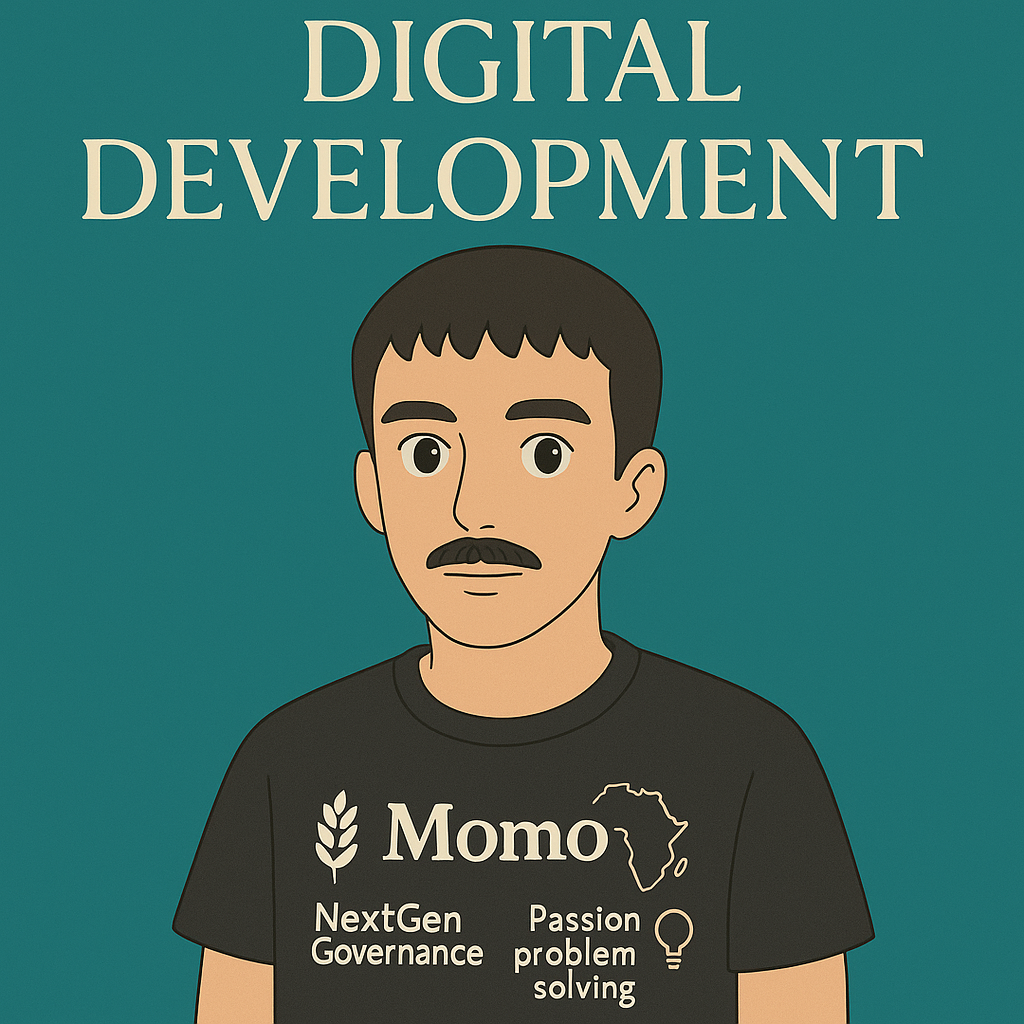 DIGITAL
DEVELOPMENT
Momo
NextGen
Governance
Passion
problem
solving